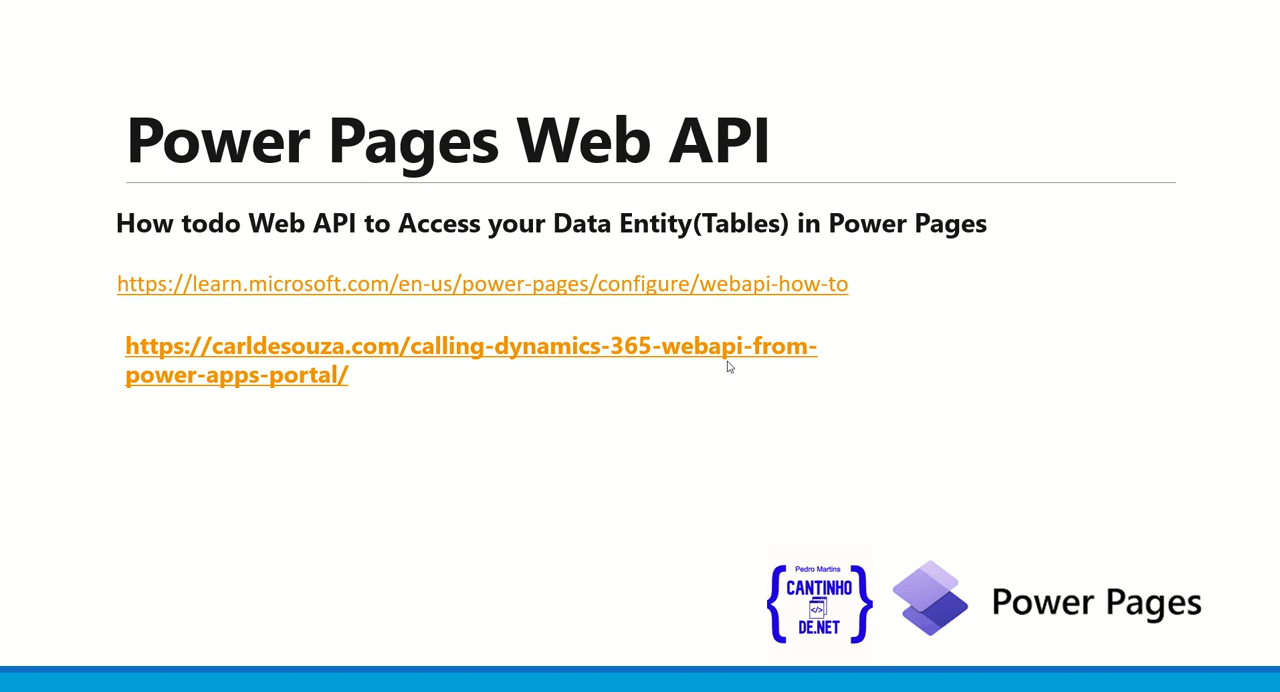 Power Pages Web API
How todo Web API to Access your Data Entity(Tables) in Power Pages
https://learn.microsoft.com/en-us/power-pages/configure/webapi-how-to
https://carldesouza.com/calling-dynamics-365-webapi-from-
power-apps-portal/
Pedro Martins
CANTINHO
</>
DE.NET
Power Pages